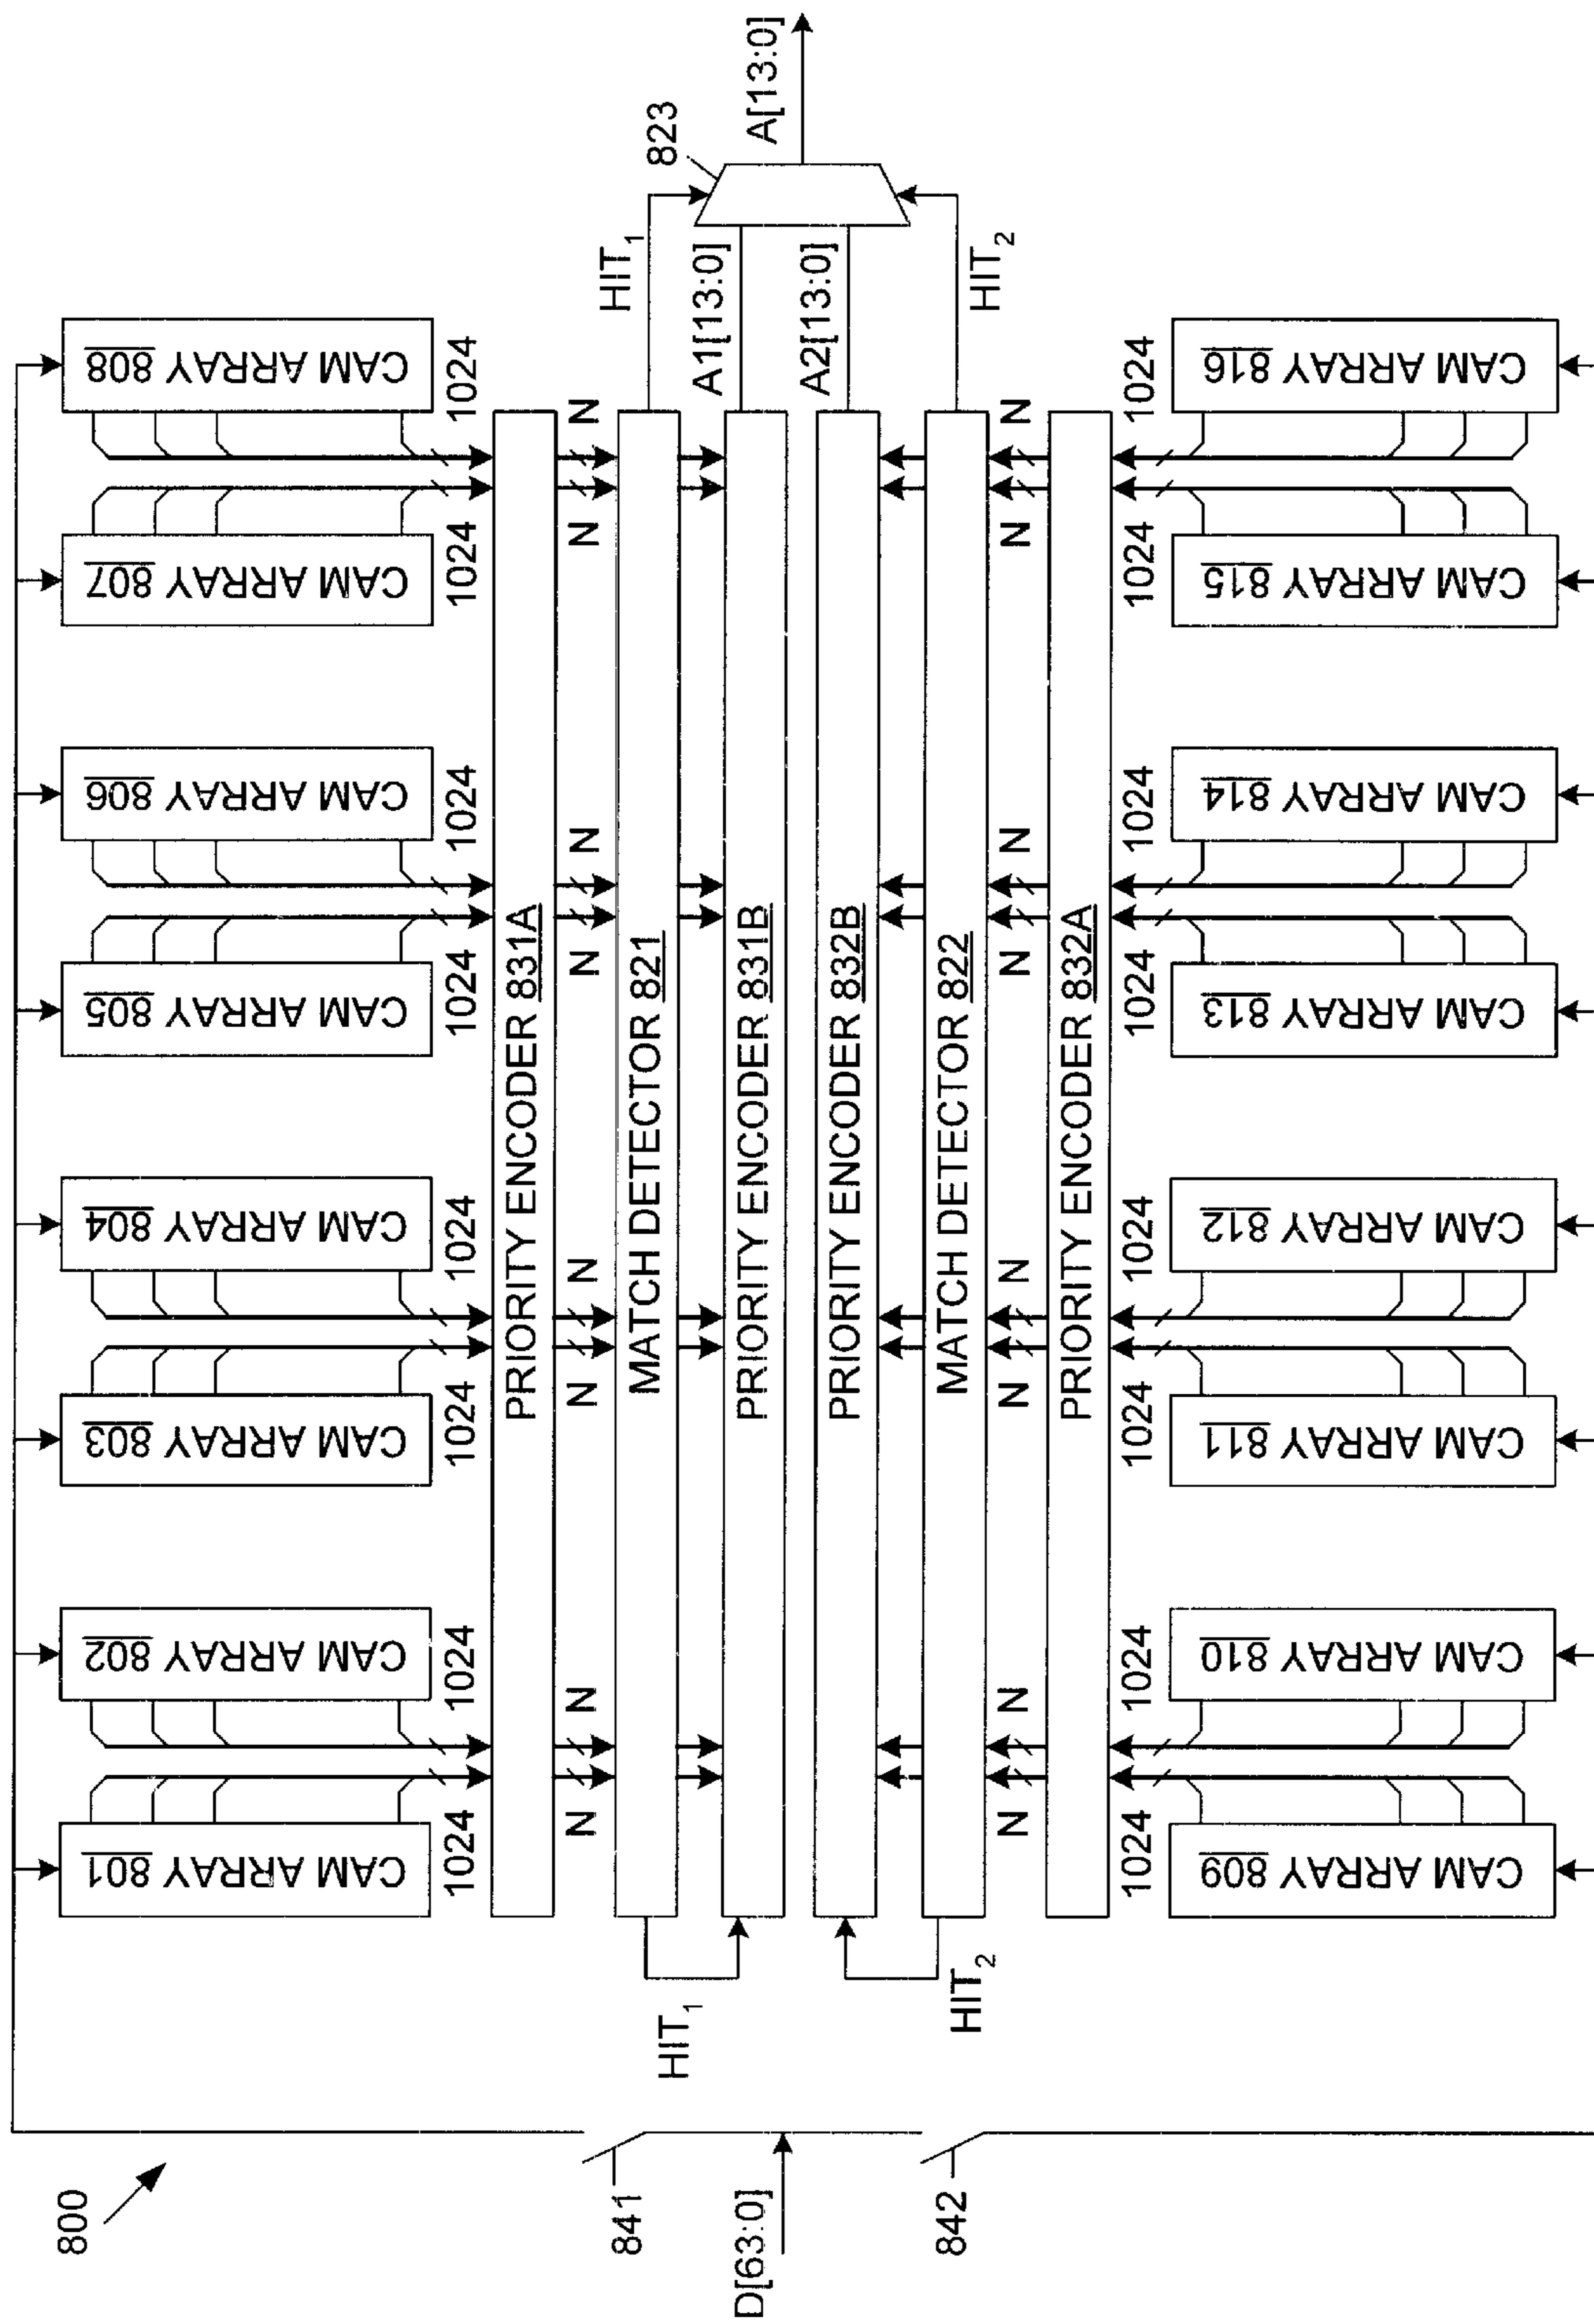 800
841
D[63:0]
842
CAM ARRAY 801
CAM ARRAY 802
CAM ARRAY 803
CAM ARRAY 804
CAM ARRAY 805
CAM ARRAY 806
CAM ARRAY 807
CAM ARRAY 808
1024
1024
1024
1024
1024
1024
1024
1024
PRIORITY ENCODER 831A
N
N
N
N
N
N
N
N
HIT1
MATCH DETECTOR 821
HIT1
823
PRIORITY ENCODER 831B
A1[13:0]
A[13:0]
PRIORITY ENCODER 832B
A2[13:0]
HIT2
MATCH DETECTOR 822
HIT2
N
N
N
N
N
N
N
N
PRIORITY ENCODER 832A
1024
1024
1024
1024
1024
1024
1024
1024
CAM ARRAY 809
CAM ARRAY 810
CAM ARRAY 811
CAM ARRAY 812
CAM ARRAY 813
CAM ARRAY 814
CAM ARRAY 815
CAM ARRAY 816